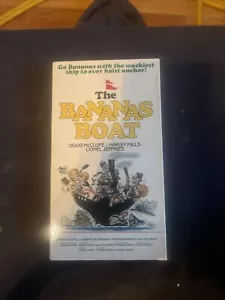 Go Bananas with the wackiest
ship to ever hoist anchor!
The
BANANAS
BOAT
DOUG McCLURE HAYLEY MILLS
LIONEL JEFFRIES